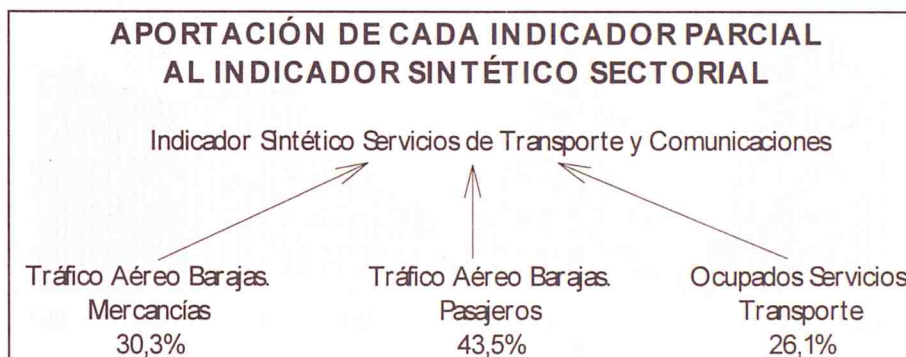 APORTACIÓN DE CADA INDICADOR PARCIAL
AL INDICADOR SINTÉTICO SECTORIAL
Indicador Sintético Servicios de Transporte y Comunicaciones
Tráfico Aéreo Barajas.
Mercancías
30,3%
Tráfico Aéreo Barajas.
Pasajeros
43,5%
Ocupados Servicios
Transporte
26,1%